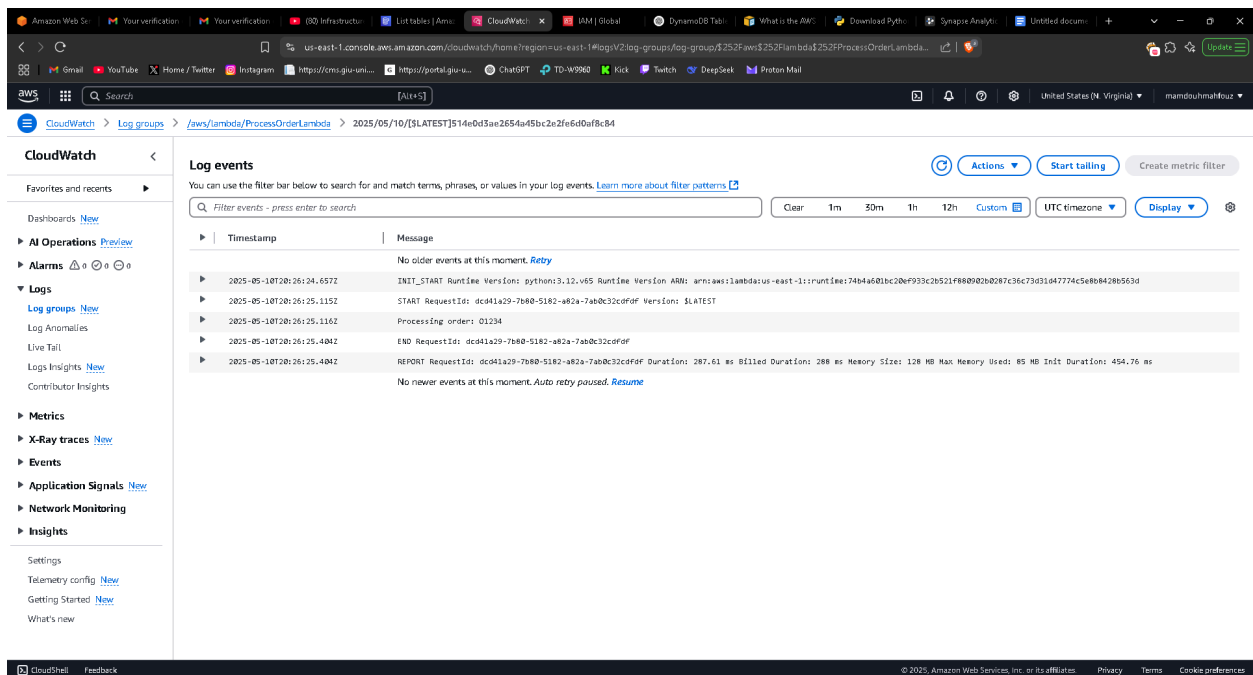 Amazon Web Ser
Your verification
Your verification
(80) Infrastructur
List tables | Amaz
CloudWatch
IAM | Global
DynamoDB Table
What is the AWS
Download Pytho
Synapse Analytic
Untitled docume
us-east-1.console.aws.amazon.com/cloudwatch/home?region=us-east-1#logsV2:log-groups/log-group/$252Faws$252Flambda$252FProcessOrderLambda...
Update
Gmail
YouTube
Home / Twitter
Instagram
https://cms.giu-uni....
https://portal.giu-u...
ChatGPT
TD-W9960
Kick
Twitch
DeepSeek
Proton Mail
aws
Search
[Alt+S]
United States (N. Virginia)
mamdouhmahfouz
CloudWatch
Log groups
/aws/lambda/ProcessOrderLambda
2025/05/10/[$LATEST]514e0d3ae2654a45bc2e2fe6d0af8c84
CloudWatch
Favorites and recents
Dashboards New
AI Operations Preview
Alarms 0 0 0
Logs
Log groups New
Log Anomalies
Live Tail
Logs Insights New
Contributor Insights
Metrics
X-Ray traces New
Events
Application Signals New
Network Monitoring
Insights
Settings
Telemetry config New
Getting Started New
What's new
Log events
Actions
Start tailing
Create metric filter
You can use the filter bar below to search for and match terms, phrases, or values in your log events. Learn more about filter patterns
Filter events - press enter to search
Clear
1m
30m
1h
12h
Custom
UTC timezone
Display
Timestamp
Message
No older events at this moment. Retry
2025-05-10T20:26:24.657Z INIT_START Runtime Version: python:3.12.v65 Runtime Version ARN: arn:aws:lambda:us-east-1::runtime:74b4a601bc20ef933c2b521f880902b0287c36c73d31d47774c5e8b8428b563d
2025-05-10T20:26:25.115Z START RequestId: dcd41a29-7b80-5182-a82a-7ab0c32cdfdf Version: $LATEST
2025-05-10T20:26:25.116Z Processing order: O1234
2025-05-10T20:26:25.404Z END RequestId: dcd41a29-7b80-5182-a82a-7ab0c32cdfdf
2025-05-10T20:26:25.404Z REPORT RequestId: dcd41a29-7b80-5182-a82a-7ab0c32cdfdf Duration: 287.61 ms Billed Duration: 288 ms Memory Size: 128 MB Max Memory Used: 85 MB Init Duration: 454.76 ms
No newer events at this moment. Auto retry paused. Resume
CloudShell
Feedback
© 2025, Amazon Web Services, Inc. or its affiliates.
Privacy
Terms
Cookie preferences